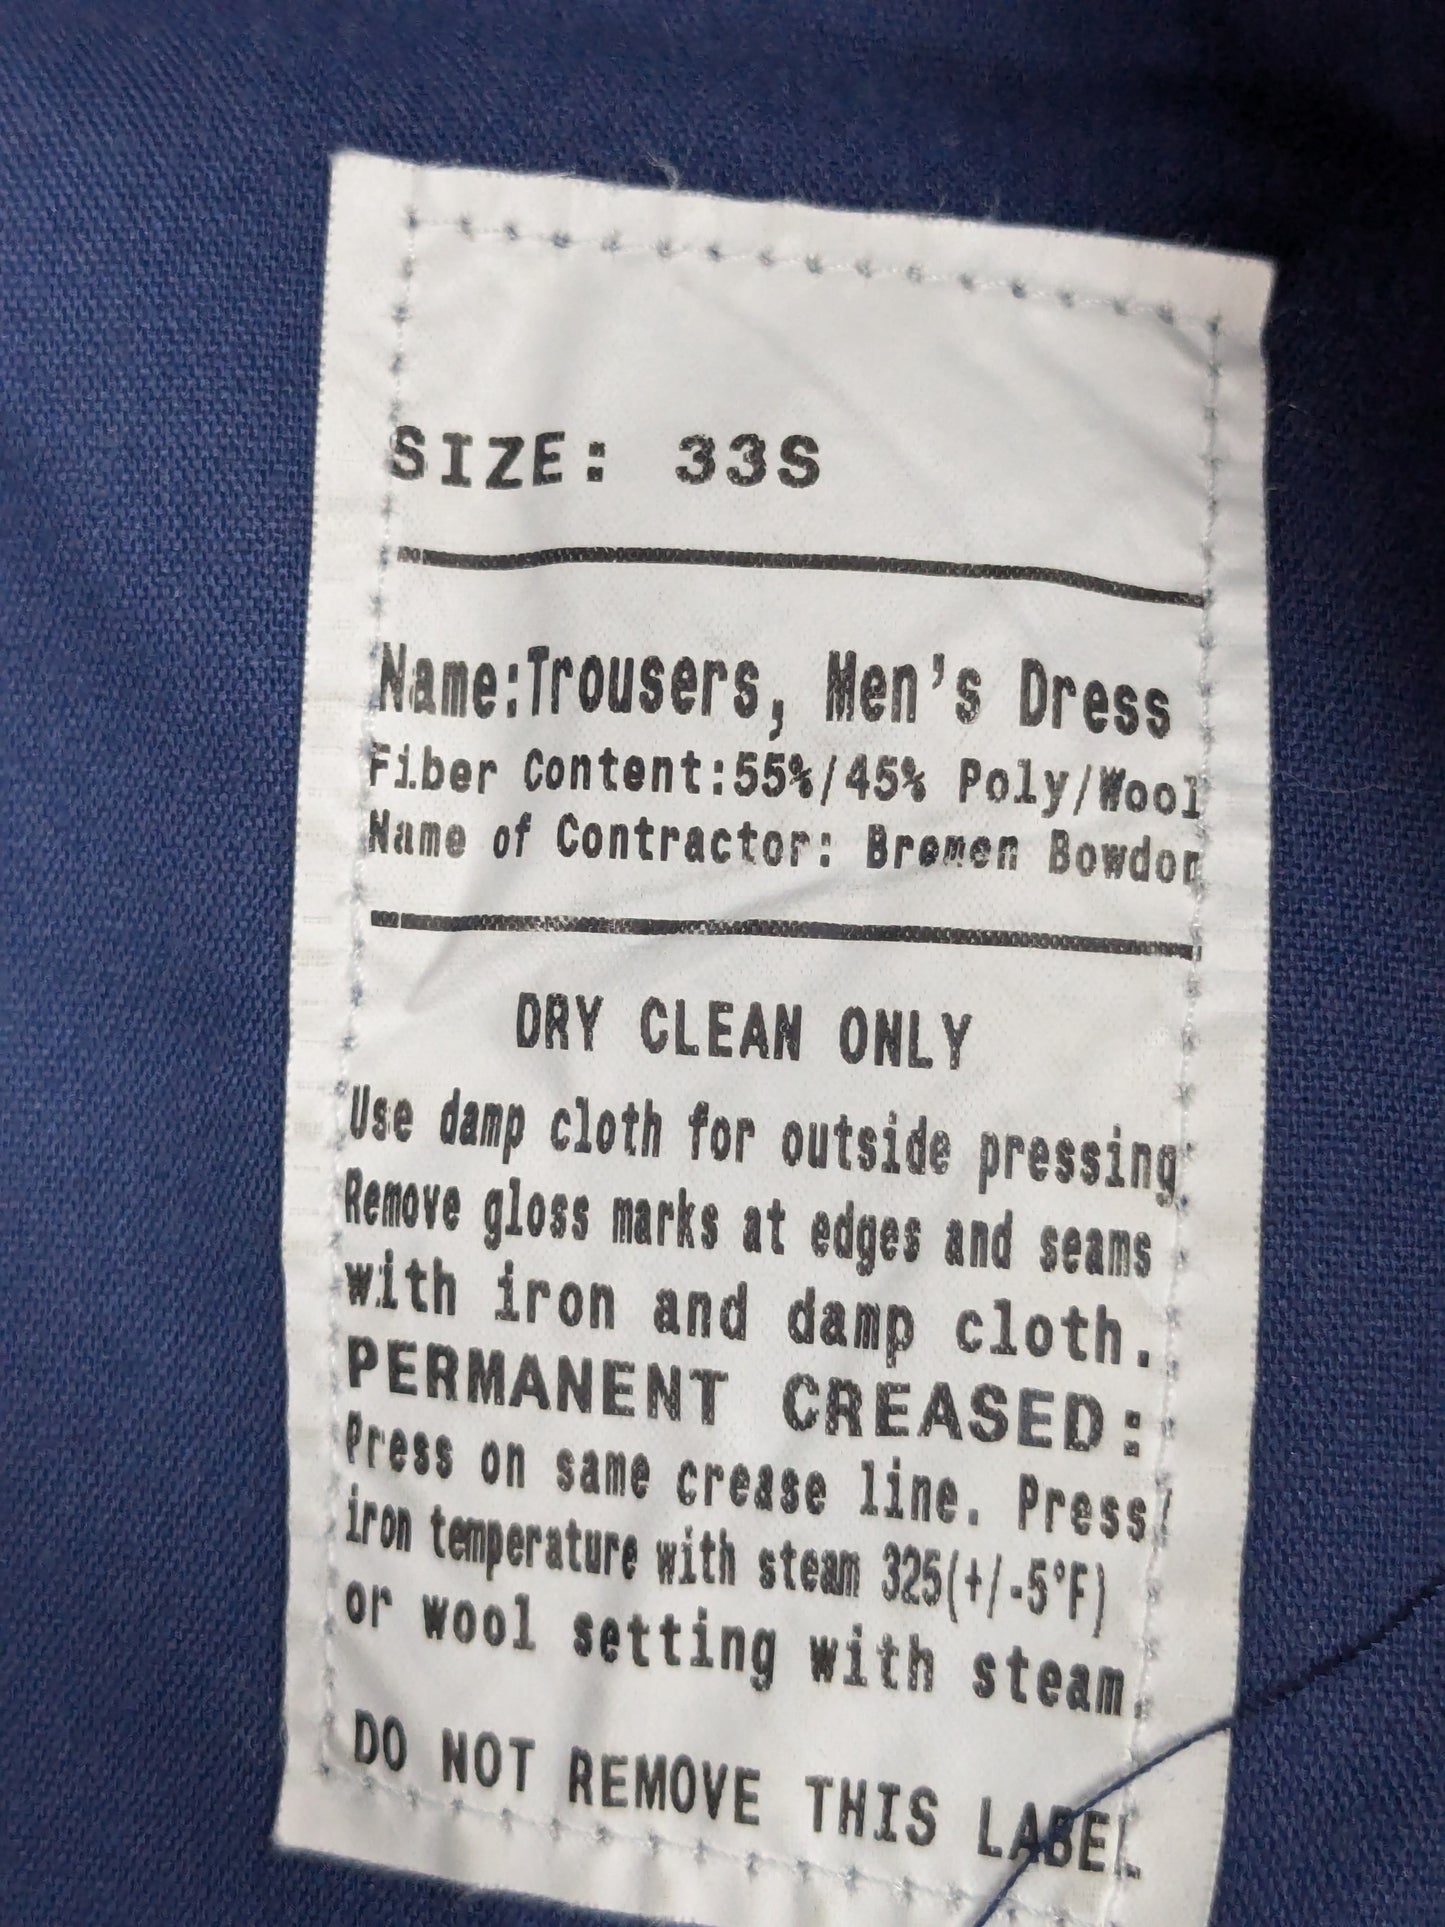 SIZE: 33S
Name:Trousers, Men's Dress
Fiber Content:55%/45% Poly/Wool
Name of Contractor: Bremen Bowdon
DRY CLEAN ONLY
Use damp cloth for outside pressing.
Remove gloss marks at edges and seams
with iron and damp cloth.
PERMANENT CREASED:
Press on same crease line. Press/
iron temperature with steam 325(+/-5°F)
or wool setting with steam.
DO NOT REMOVE THIS LABEL